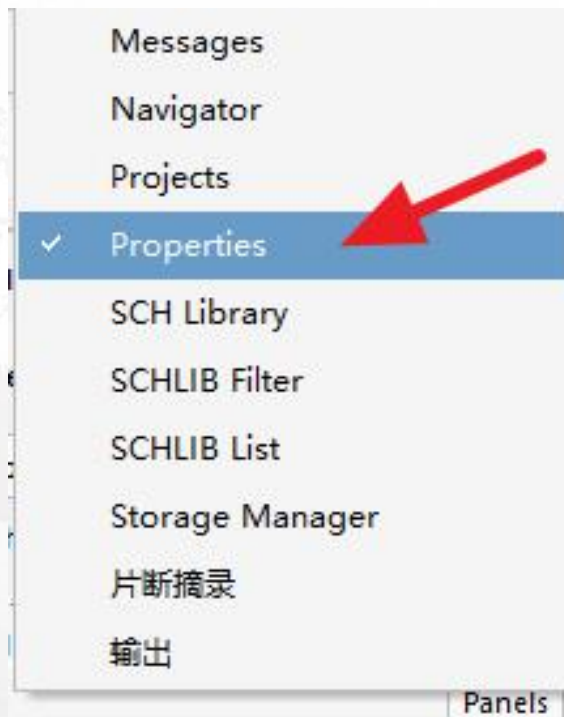 Messages
Navigator
Projects
Properties
SCH Library
SCHLIB Filter
SCHLIB List
Storage Manager
片断摘录
输出
Panels